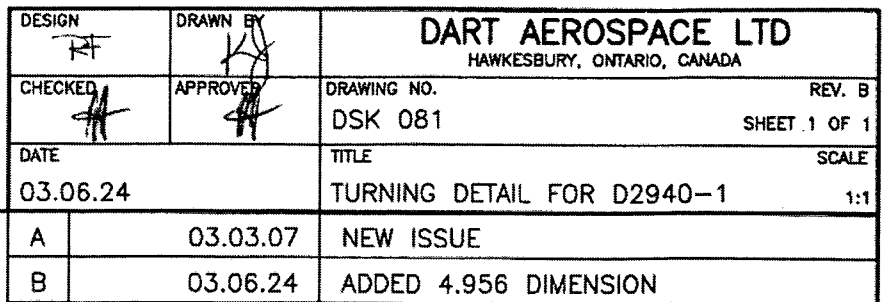 DESIGN
DRAWN BY
DART AEROSPACE LTD
HAWKESBURY, ONTARIO, CANADA
CHECKED
APPROVED
DRAWING NO.
REV. B
DSK 081
SHEET 1 OF 1
DATE
TITLE
SCALE
03.06.24
TURNING DETAIL FOR D2940-1
1:1
A
03.03.07
NEW ISSUE
B
03.06.24
ADDED 4.956 DIMENSION